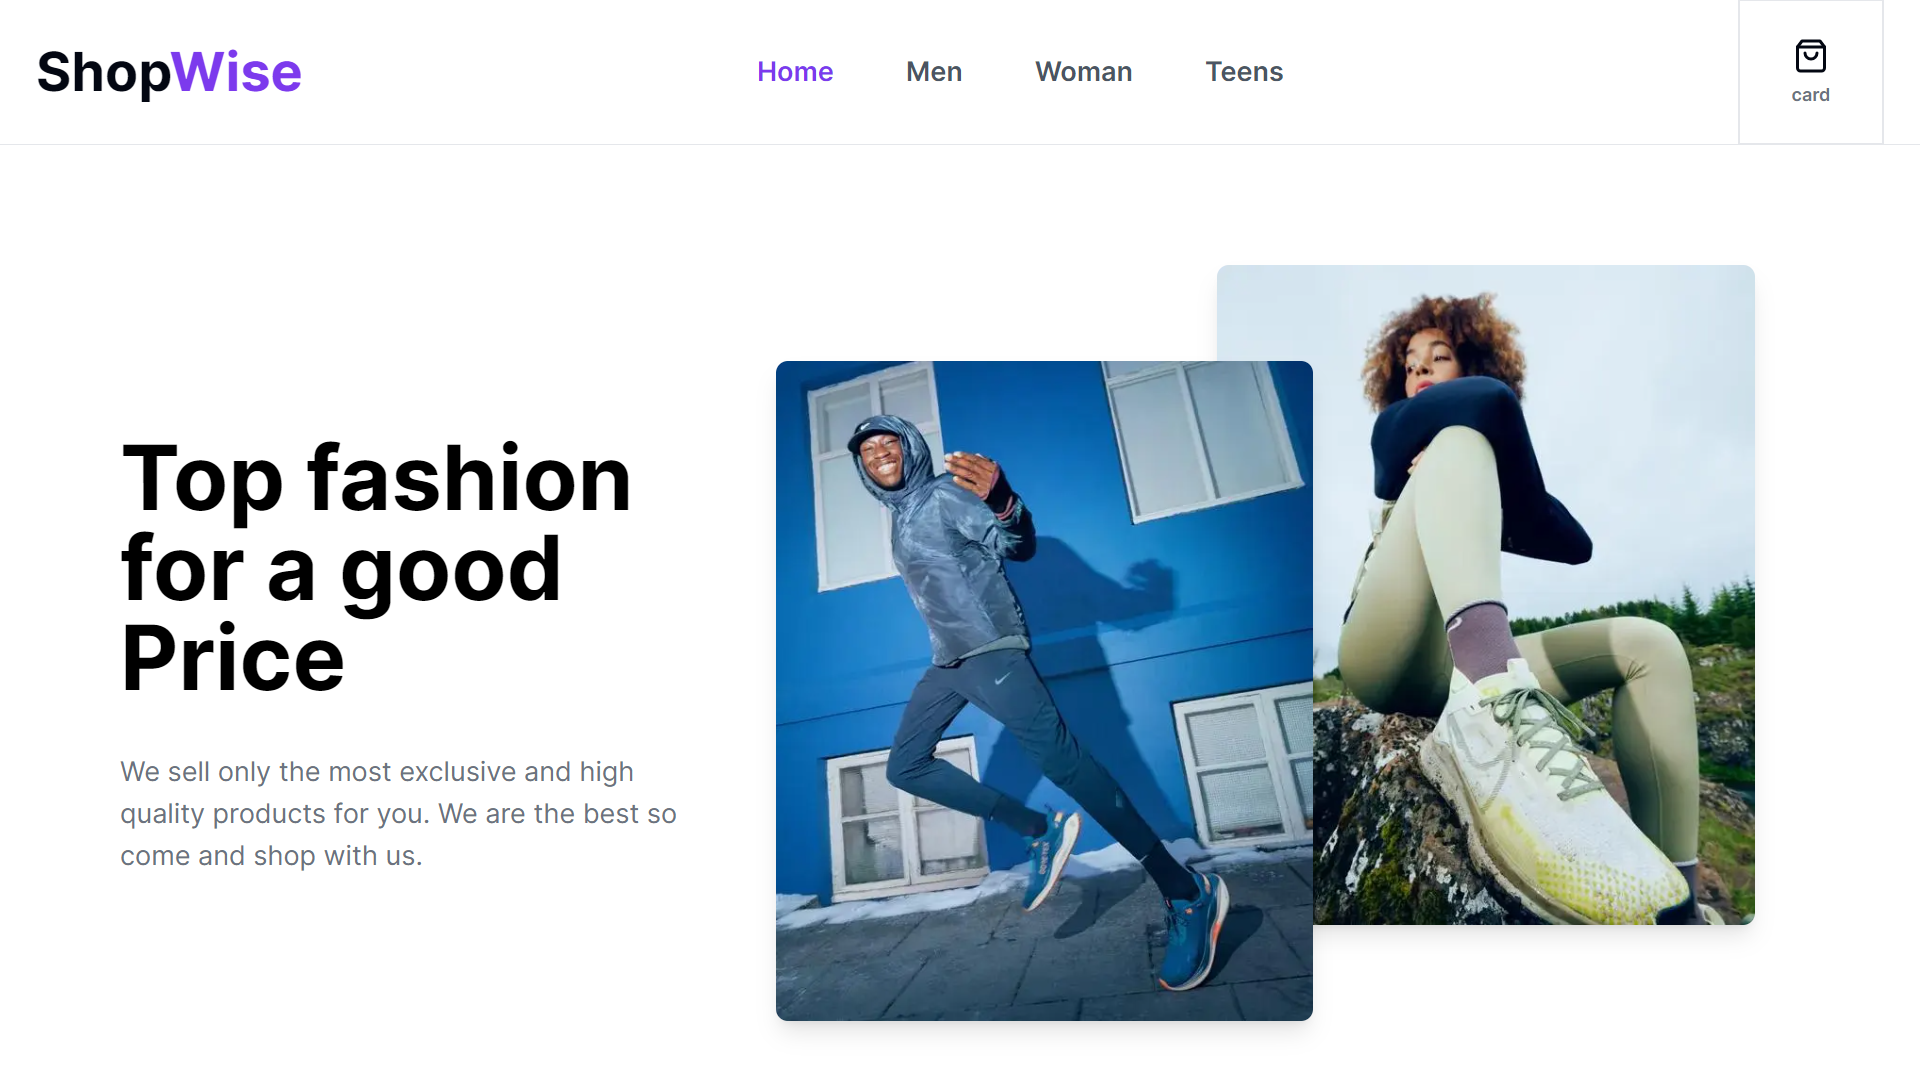 ShopWise
Home
Men
Woman
Teens
card
Top fashion
for a good
Price
We sell only the most exclusive and high
quality products for you. We are the best so
come and shop with us.